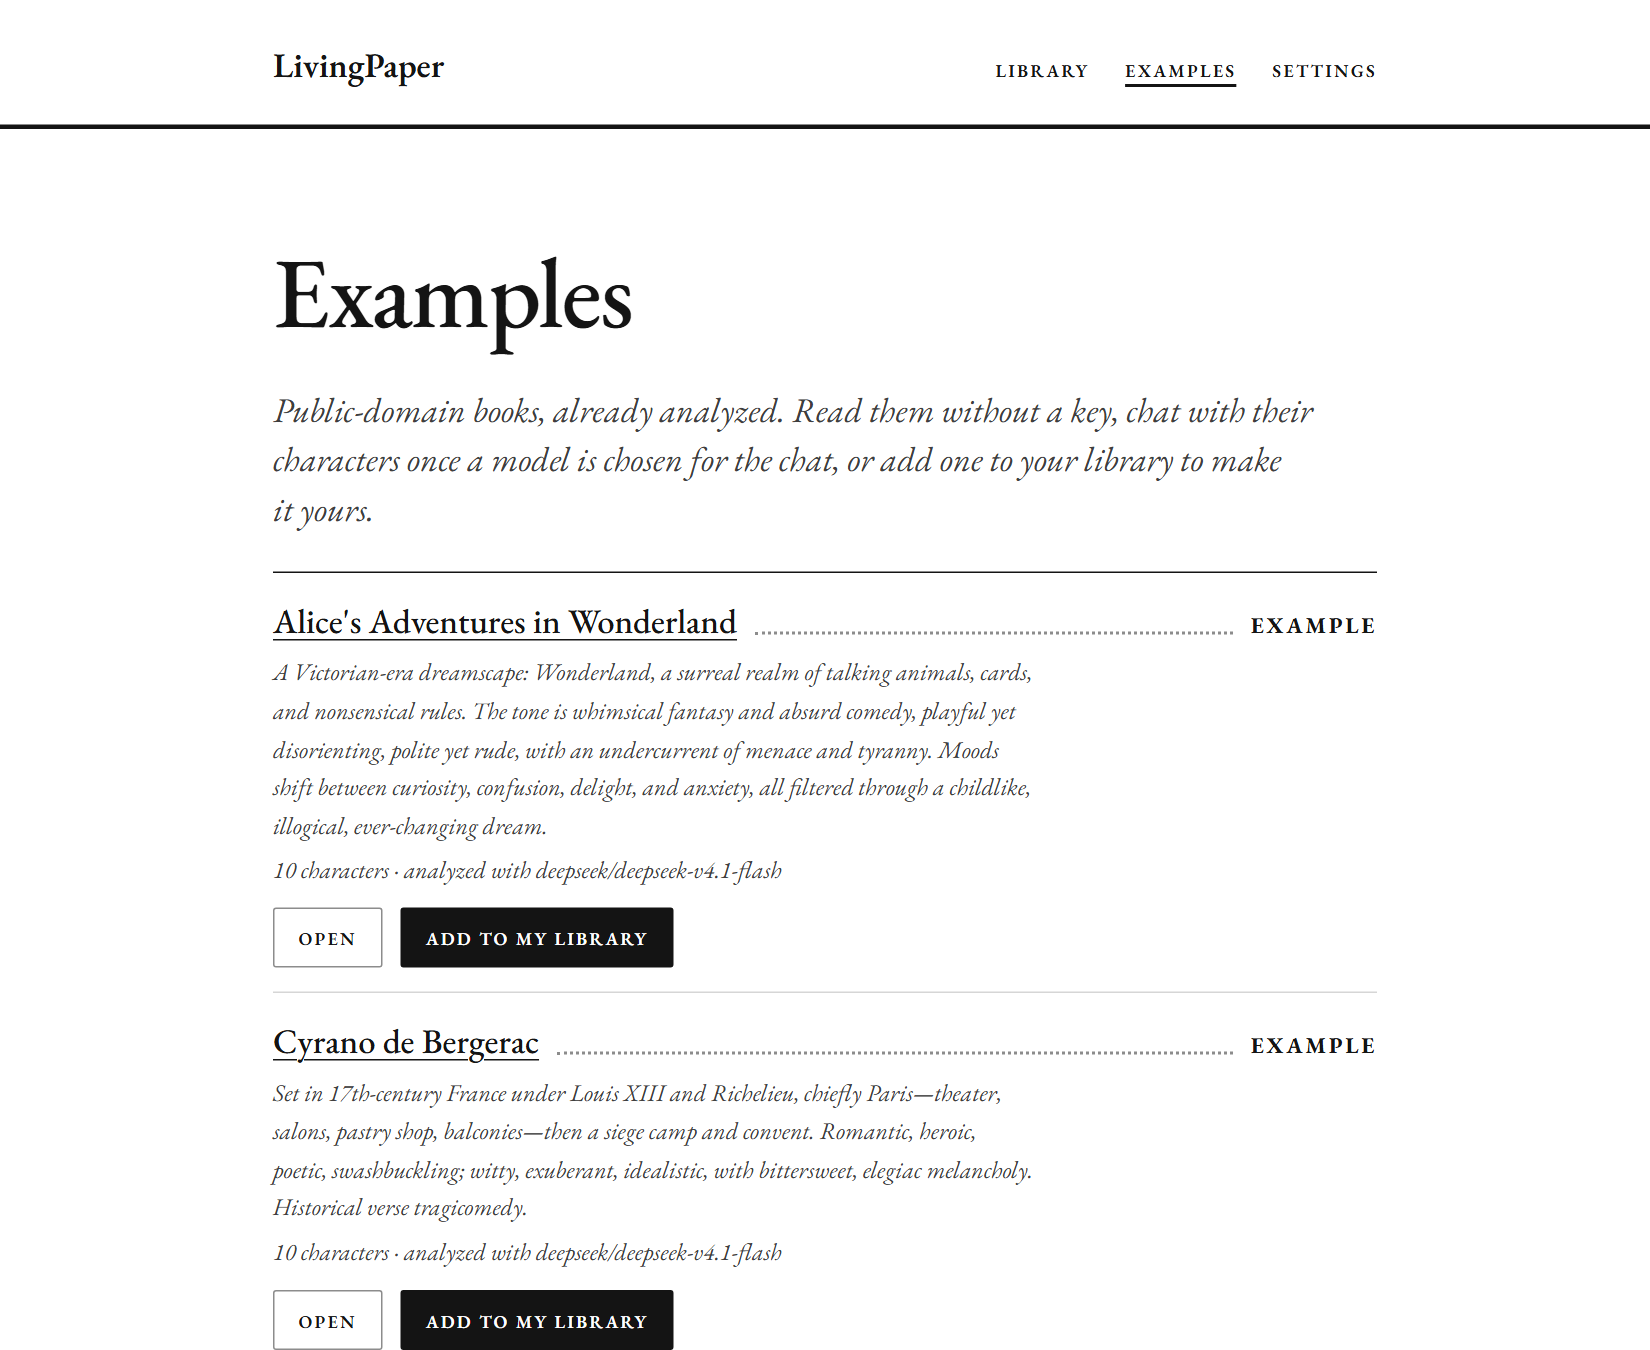 LivingPaper
LIBRARY EXAMPLES SETTINGS
Examples
Public-domain books, already analyzed. Read them without a key, chat with their
characters once a model is chosen for the chat, or add one to your library to make
it yours.
Alice's Adventures in Wonderland EXAMPLE
A Victorian-era dreamscape: Wonderland, a surreal realm of talking animals, cards,
and nonsensical rules. The tone is whimsical fantasy and absurd comedy, playful yet
disorienting, polite yet rude, with an undercurrent of menace and tyranny. Moods
shift between curiosity, confusion, delight, and anxiety, all filtered through a childlike,
illogical, ever-changing dream.
10 characters · analyzed with deepseek/deepseek-v4.1-flash
OPEN ADD TO MY LIBRARY
Cyrano de Bergerac EXAMPLE
Set in 17th-century France under Louis XIII and Richelieu, chiefly Paris—theater,
salons, pastry shop, balconies—then a siege camp and convent. Romantic, heroic,
poetic, swashbuckling; witty, exuberant, idealistic, with bittersweet, elegiac melancholy.
Historical verse tragicomedy.
10 characters · analyzed with deepseek/deepseek-v4.1-flash
OPEN ADD TO MY LIBRARY